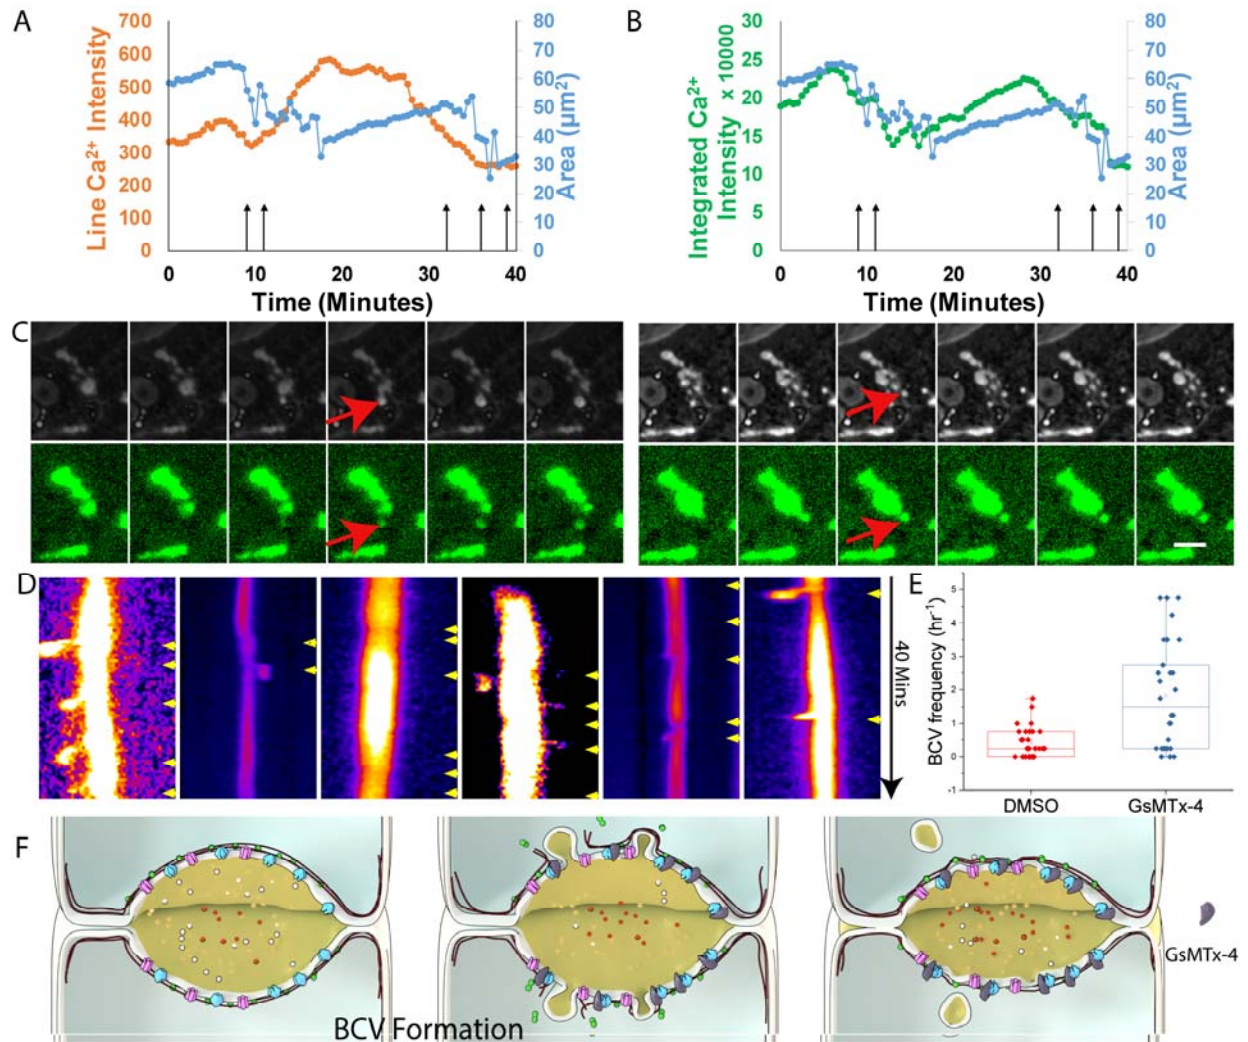 A
700
600
500
400
300
200
100
0
Line Ca²⁺ Intensity
80
70
60
50
40
30
20
10
0
Area (µm²)
0 10 20 30 40
Time (Minutes)
B
30
25
20
15
10
5
0
Integrated Ca²⁺
Intensity x 10000
80
70
60
50
40
30
20
10
0
Area (µm²)
0 10 20 30 40
Time (Minutes)
C
D
40 Mins
E
5
4
3
2
1
0
-1
BCV frequency (hr⁻¹)
DMSO GsMTx-4
F
GsMTx-4
BCV Formation